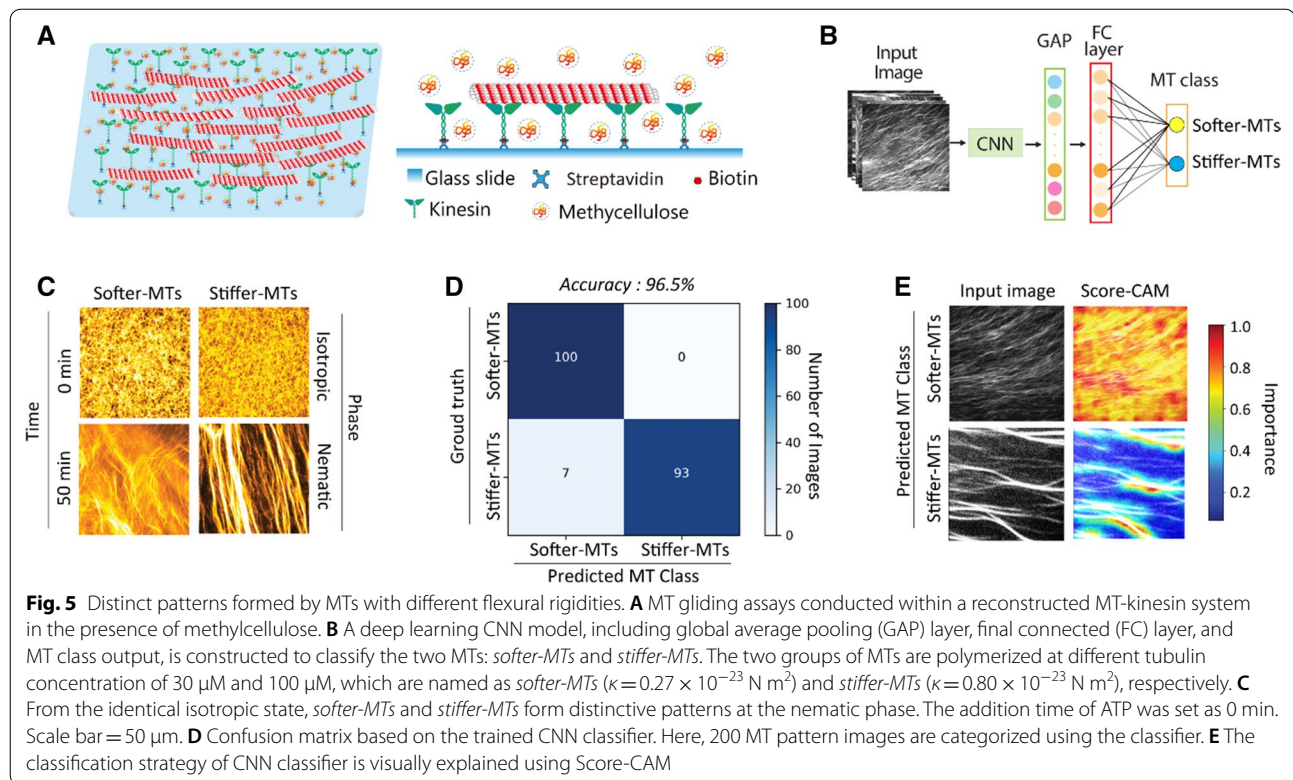 A
Glass slide
Streptavidin
Biotin
Kinesin
Methycellulose
B
Input
Image
CNN
GAP
FC
layer
MT class
Softer-MTs
Stiffer-MTs
C
Softer-MTs
Stiffer-MTs
Time
0 min
50 min
Isotropic
Nematic
Phase
D
Accuracy : 96.5%
Groud truth
Softer-MTs
Stiffer-MTs
100
0
7
93
Softer-MTs
Stiffer-MTs
Predicted MT Class
100
80
60
40
20
0
Number of Images
E
Input image
Score-CAM
Predicted MT Class
Softer-MTs
Stiffer-MT
1.0
0.8
0.6
0.4
0.2
Importance
Fig. 5 Distinct patterns formed by MTs with different flexural rigidities. A MT gliding assays conducted within a reconstructed MT-kinesin system
in the presence of methylcellulose. B A deep learning CNN model, including global average pooling (GAP) layer, final connected (FC) layer, and
MT class output, is constructed to classify the two MTs: softer-MTs and stiffer-MTs. The two groups of MTs are polymerized at different tubulin
concentration of 30 μM and 100 μM, which are named as softer-MTs (κ = 0.27 × 10⁻²³ N m²) and stiffer-MTs (κ = 0.80 × 10⁻²³ N m²), respectively. C
From the identical isotropic state, softer-MTs and stiffer-MTs form distinctive patterns at the nematic phase. The addition time of ATP was set as 0 min.
Scale bar = 50 μm. D Confusion matrix based on the trained CNN classifier. Here, 200 MT pattern images are categorized using the classifier. E The
classification strategy of CNN classifier is visually explained using Score-CAM